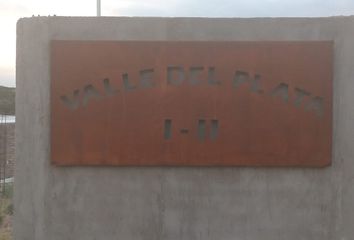 VALLE DEL PLATA
I - II